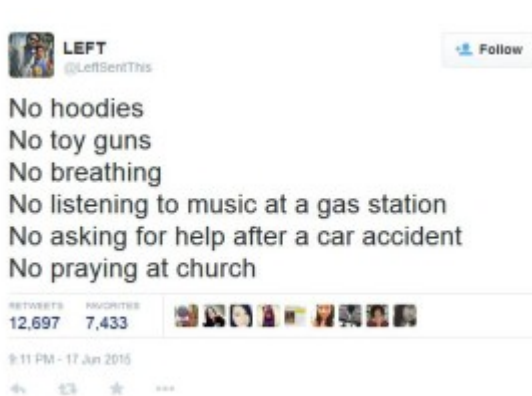 LEFT
@LeftSentThis
Follow
No hoodies
No toy guns
No breathing
No listening to music at a gas station
No asking for help after a car accident
No praying at church
RETWEETS FAVORITES
12,697 7,433
9:11 PM - 17 Jun 2015